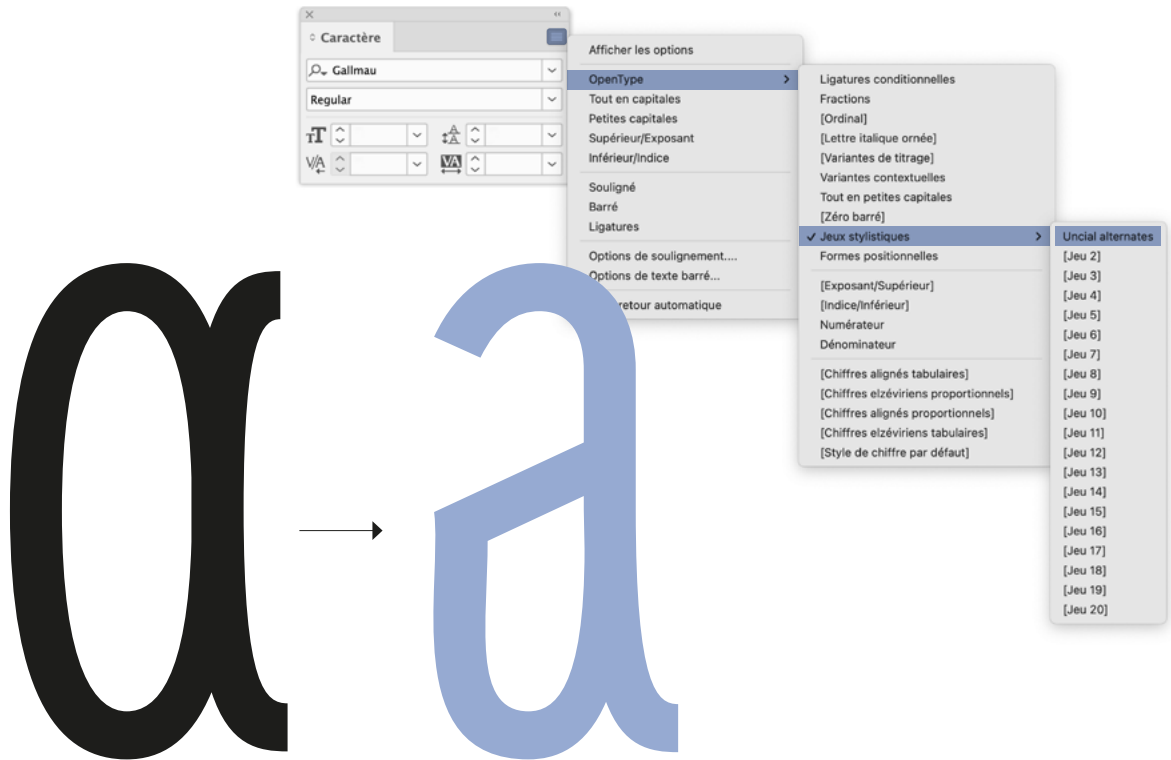 Caractère
Gallmau
Regular
Afficher les options
OpenType
Tout en capitales
Petites capitales
Supérieur/Exposant
Inférieur/Indice
Souligné
Barré
Ligatures
Options de soulignement....
Options de texte barré...
retour automatique
Ligatures conditionnelles
Fractions
[Ordinal]
[Lettre italique ornée]
[Variantes de titrage]
Variantes contextuelles
Tout en petites capitales
[Zéro barré]
Jeux stylistiques
Formes positionnelles
[Exposant/Supérieur]
[Indice/Inférieur]
Numérateur
Dénominateur
[Chiffres alignés tabulaires]
[Chiffres elzéviriens proportionnels]
[Chiffres alignés proportionnels]
[Chiffres elzéviriens tabulaires]
[Style de chiffre par défaut]
Uncial alternates
[Jeu 2]
[Jeu 3]
[Jeu 4]
[Jeu 5]
[Jeu 6]
[Jeu 7]
[Jeu 8]
[Jeu 9]
[Jeu 10]
[Jeu 11]
[Jeu 12]
[Jeu 13]
[Jeu 14]
[Jeu 15]
[Jeu 16]
[Jeu 17]
[Jeu 18]
[Jeu 19]
[Jeu 20]
a → a